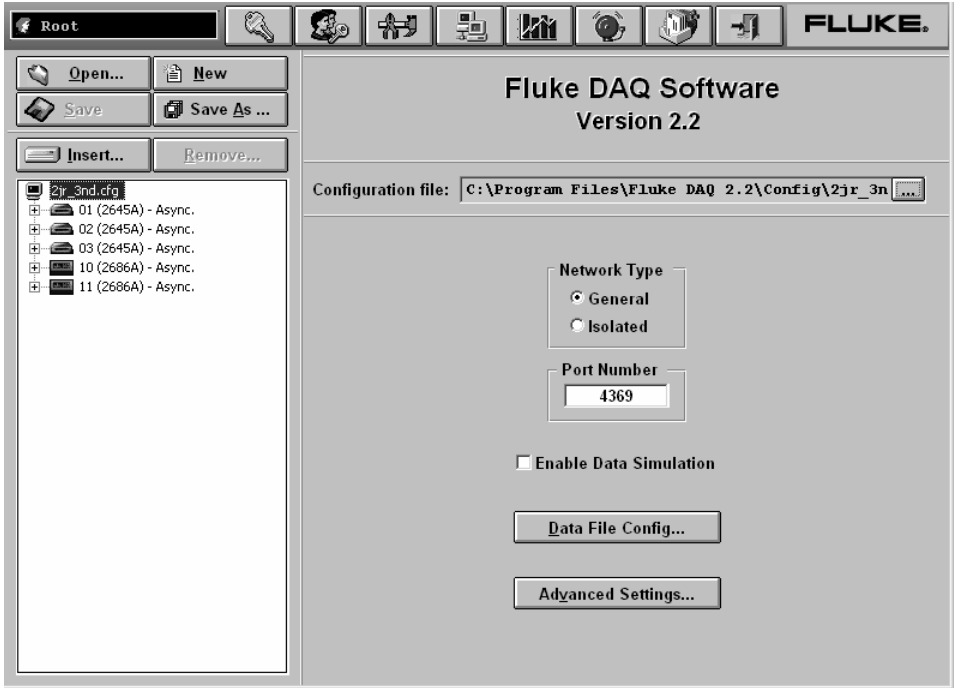 Root
FLUKE®
Open...
New
Save
Save As ...
Insert...
Remove...
Fluke DAQ Software
Version 2.2
Configuration file: C:\Program Files\Fluke DAQ 2.2\Config\2jr_3n ...
2jr_3nd.cfg
01 (2645A) - Async.
02 (2645A) - Async.
03 (2645A) - Async.
10 (2686A) - Async.
11 (2686A) - Async.
Network Type
General
Isolated
Port Number
4369
Enable Data Simulation
Data File Config...
Advanced Settings...